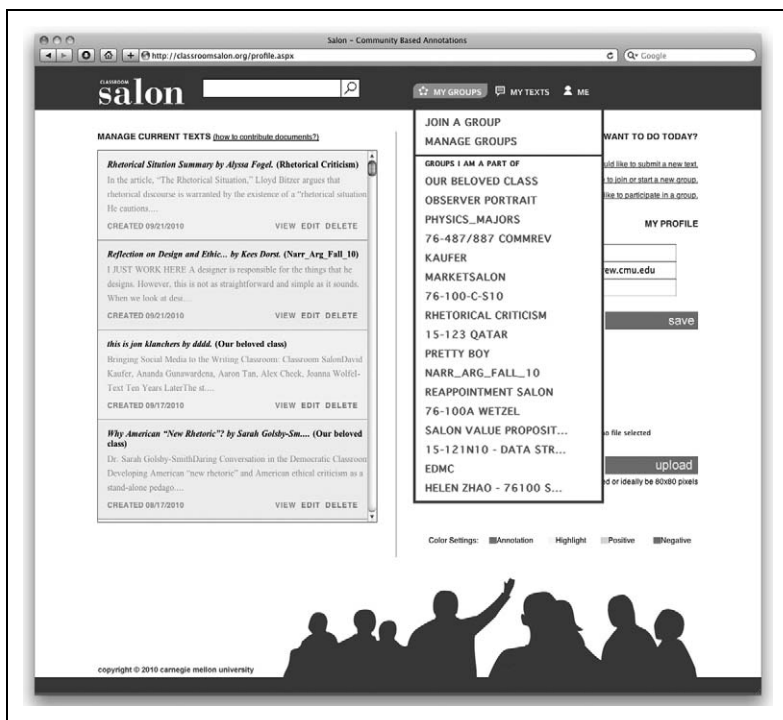 Salon – Community Based Annotations
http://classroomsalon.org/profile.aspx
Google
CLASSROOM
salon
MY GROUPS
MY TEXTS
ME
MANAGE CURRENT TEXTS (how to contribute documents?)
Rhetorical Sitution Summary by Alyssa Fogel. (Rhetorical Criticism)
In the article, "The Rhetorical Situation," Lloyd Bitzer argues that
rhetorical discourse is warranted by the existence of a "rhetorical situation
He cautions....
CREATED 09/21/2010 VIEW EDIT DELETE
Reflection on Design and Ethic... by Kees Dorst. (Narr_Arg_Fall_10)
I JUST WORK HERE A designer is responsible for the things that he
designs. However, this is not as straightforward and simple as it sounds.
When we look at desi....
CREATED 09/21/2010 VIEW EDIT DELETE
this is jon klanchers by dddd. (Our beloved class)
Bringing Social Media to the Writing Classroom: Classroom SalonDavid
Kaufer, Ananda Gunawardena, Aaron Tan, Alex Cheek, Joanna Wolfel-
Text Ten Years LaterThe st....
CREATED 09/17/2010 VIEW EDIT DELETE
Why American "New Rhetoric"? by Sarah Golsby-Sm.... (Our beloved
class)
Dr. Sarah Golsby-SmithDaring Conversation in the Democratic Classroom
Developing American "new rhetoric" and American ethical criticism as a
stand-alone pedago....
CREATED 08/17/2010 VIEW EDIT DELETE
JOIN A GROUP
MANAGE GROUPS
GROUPS I AM A PART OF
OUR BELOVED CLASS
OBSERVER PORTRAIT
PHYSICS_MAJORS
76-487/887 COMMREV
KAUFER
MARKETSALON
76-100-C-S10
RHETORICAL CRITICISM
15-123 QATAR
PRETTY BOY
NARR_ARG_FALL_10
REAPPOINTMENT SALON
76-100A WETZEL
SALON VALUE PROPOSIT...
15-121N10 - DATA STR...
EDMC
HELEN ZHAO - 76100 S...
WANT TO DO TODAY?
uld like to submit a new text.
to join or start a new group.
like to participate in a group.
MY PROFILE
rew.cmu.edu
save
no file selected
upload
ed or ideally be 80x80 pixels
Color Settings: Annotation Highlight Positive Negative
copyright © 2010 carnegie mellon university